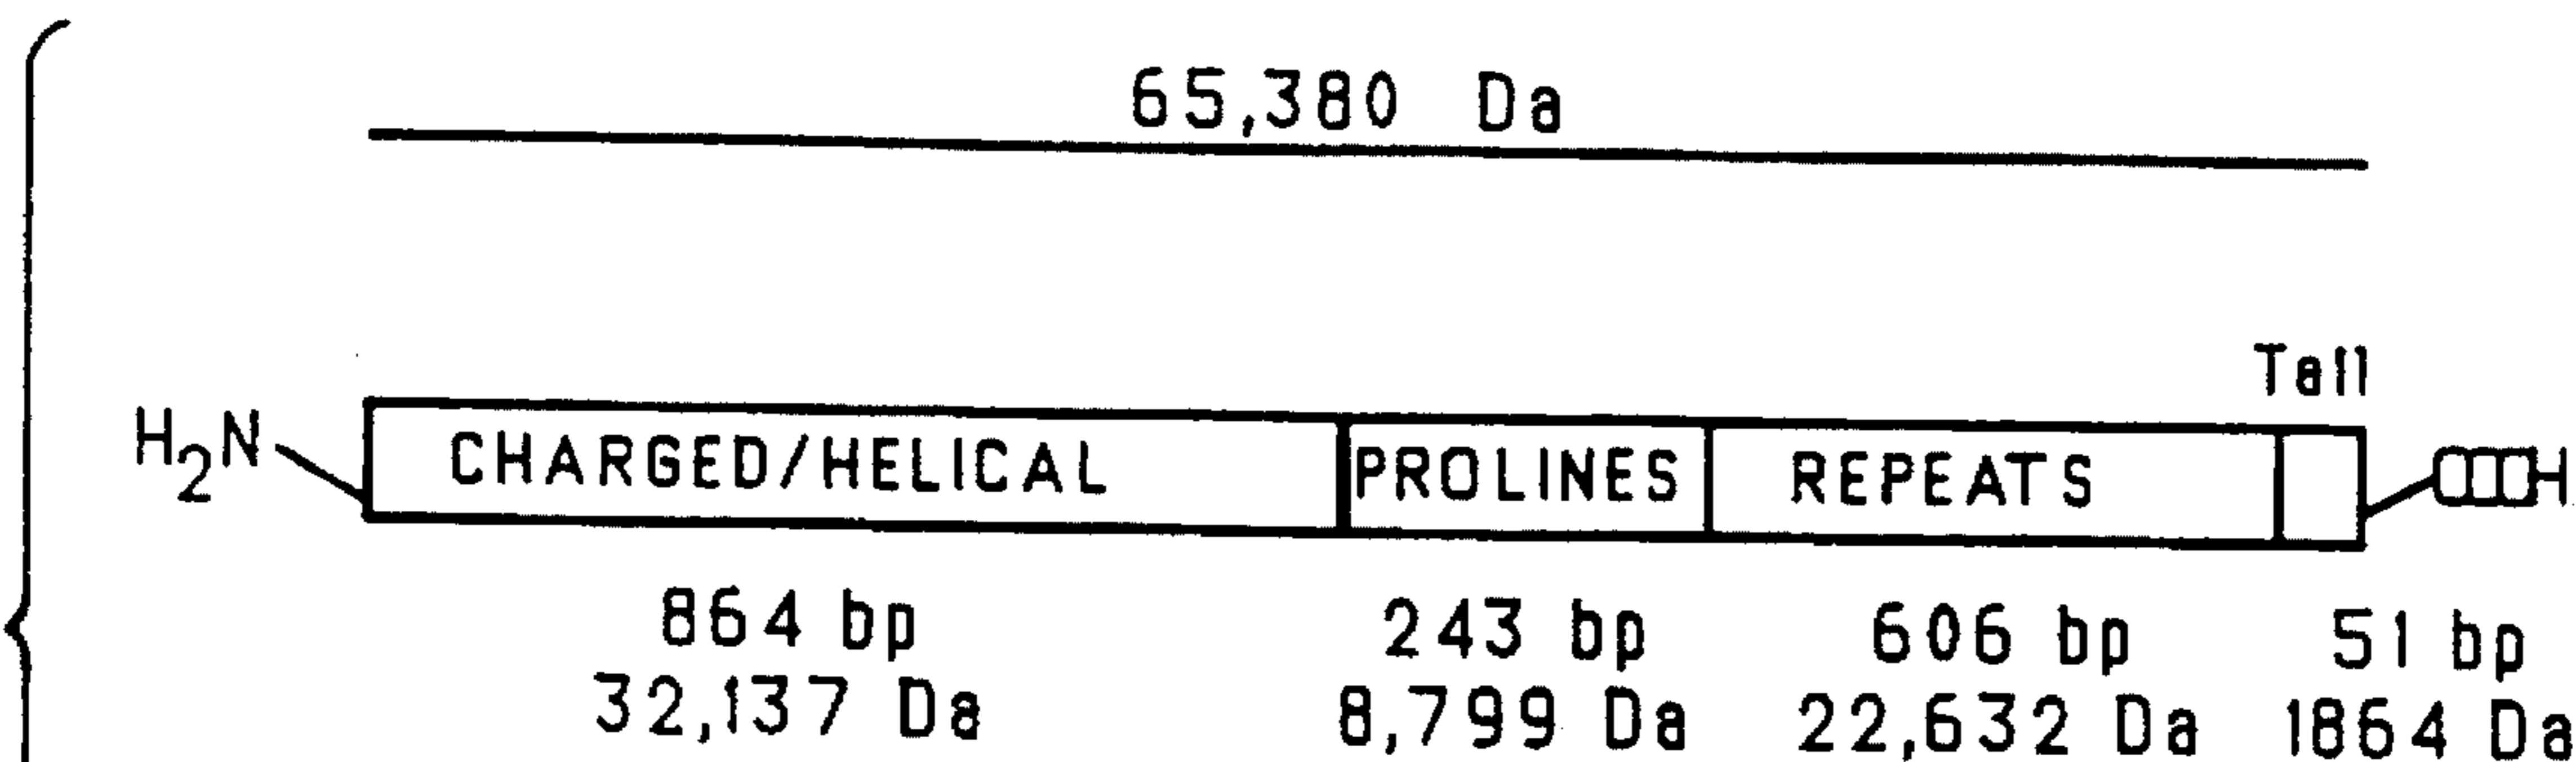 65,380 Da
Tail
H₂N CHARGED/HELICAL PROLINES REPEATS COOH
864 bp 243 bp 606 bp 51 bp
32,137 Da 8,799 Da 22,632 Da 1864 Da